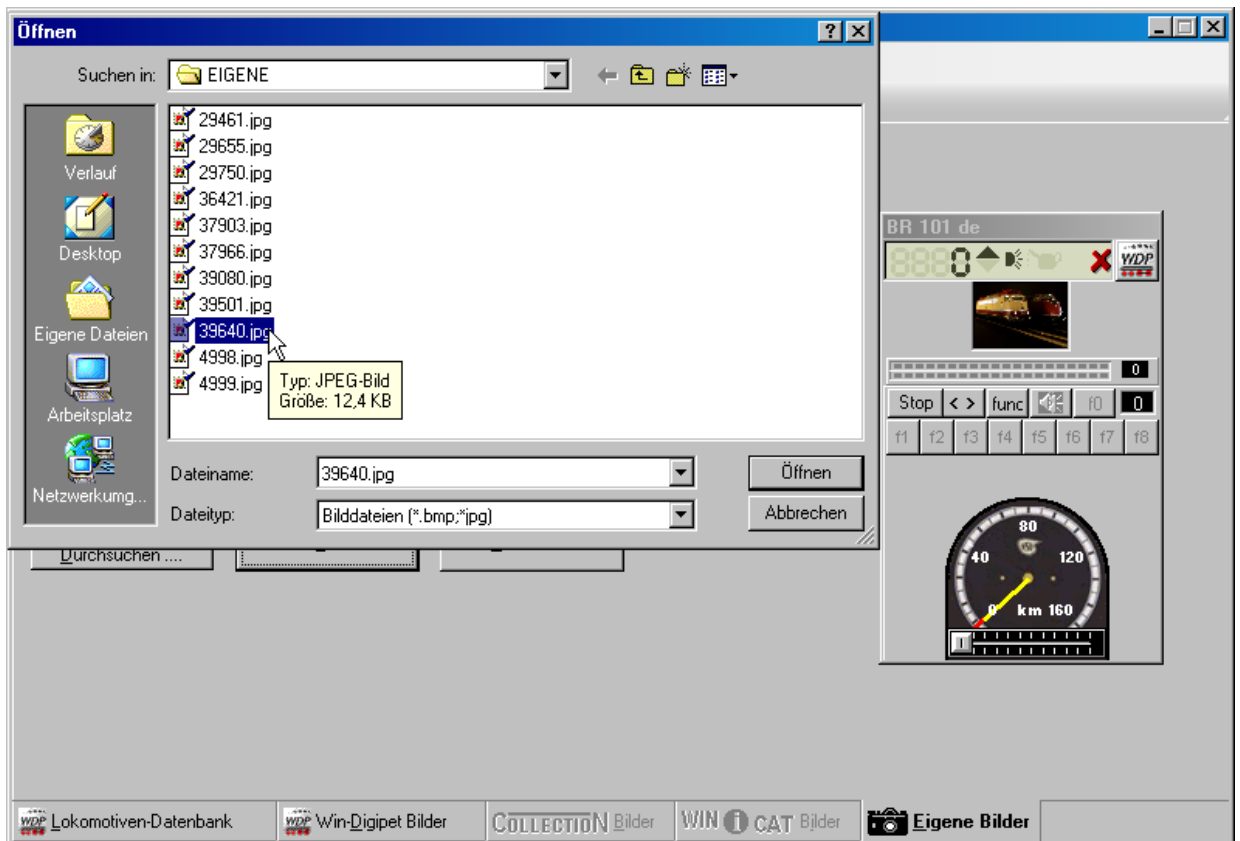 Öffnen
Suchen in:
EIGENE
Verlauf
Desktop
Eigene Dateien
Arbeitsplatz
Netzwerkumg...
29461.jpg
29655.jpg
29750.jpg
36421.jpg
37903.jpg
37966.jpg
39080.jpg
39501.jpg
39640.jpg
4998.jpg
4999.jpg
Typ: JPEG-Bild
Größe: 12,4 KB
Dateiname:
39640.jpg
Öffnen
Dateityp:
Bilddateien (*.bmp;*jpg)
Abbrechen
Durchsuchen ....
BR 101 de
0
WDP
0
Stop < > func f0 0
f1 f2 f3 f4 f5 f6 f7 f8
80
40 120
0 km 160
WDP Lokomotiven-Datenbank
WDP Win-Digipet Bilder
COLLECTION Bilder
WIN i CAT Bilder
Eigene Bilder